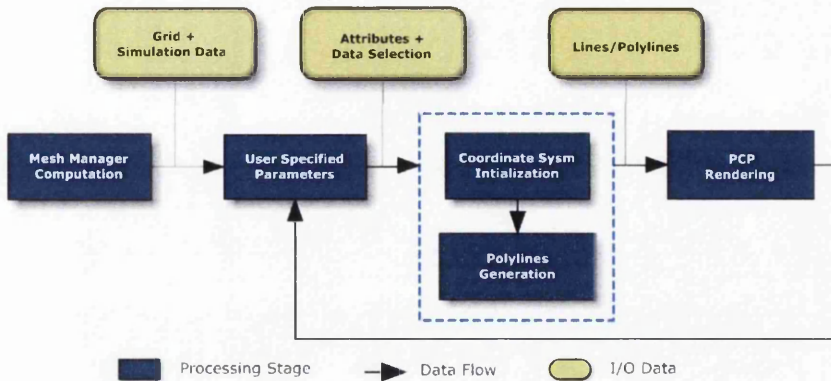 Grid +
Simulation Data
Attributes +
Data Selection
Lines/Polylines
Mesh Manager
Computation
User Specified
Parameters
Coordinate Sysm
Intialization
PCP
Rendering
Polylines
Generation
Processing Stage
Data Flow
I/O Data